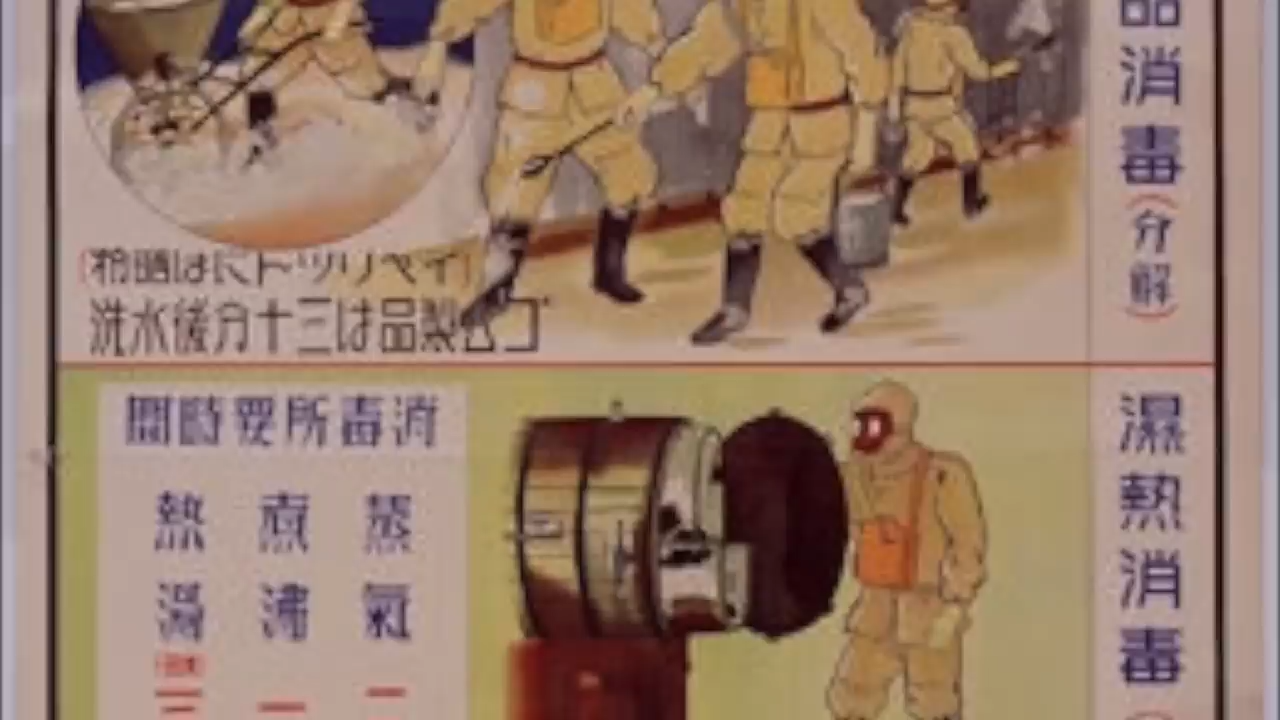 品消毒(分解)
(イペリットには晒粉)
ゴム製品は三十分後水洗
濕熱消毒
消毒所要時間
蒸氣
煮沸
熱湯